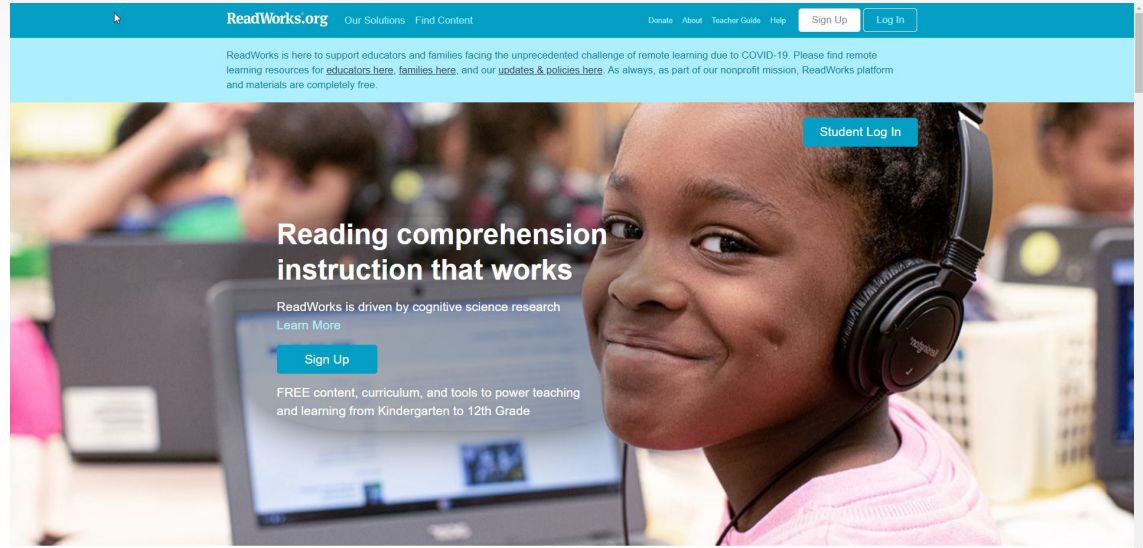 ReadWorks.org Our Solutions Find Content Donate About Teacher Guide Help Sign Up Log In
ReadWorks is here to support educators and families facing the unprecedented challenge of remote learning due to COVID-19. Please find remote
learning resources for educators here, families here, and our updates & policies here. As always, as part of our nonprofit mission, ReadWorks platform
and materials are completely free.
Student Log In
Reading comprehension
instruction that works
ReadWorks is driven by cognitive science research
Learn More
Sign Up
FREE content, curriculum, and tools to power teaching
and learning from Kindergarten to 12th Grade